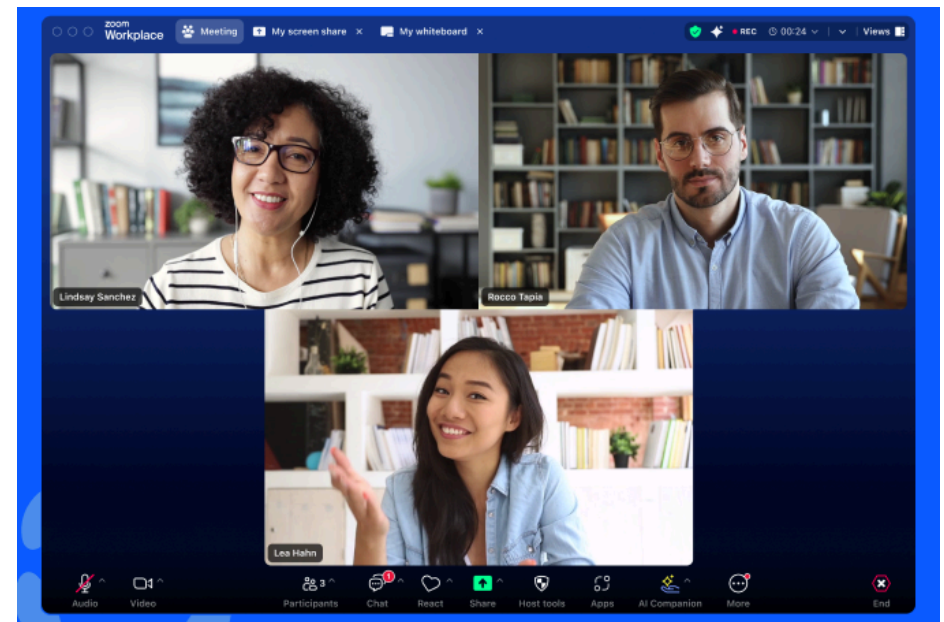 zoom
Workplace
Meeting
My screen share ×
My whiteboard ×
REC
00:24
Views
Lindsay Sanchez
Rocco Tapia
Lea Hahn
Audio
Video
3
Participants
1
Chat
React
Share
Host tools
Apps
AI Companion
More
End